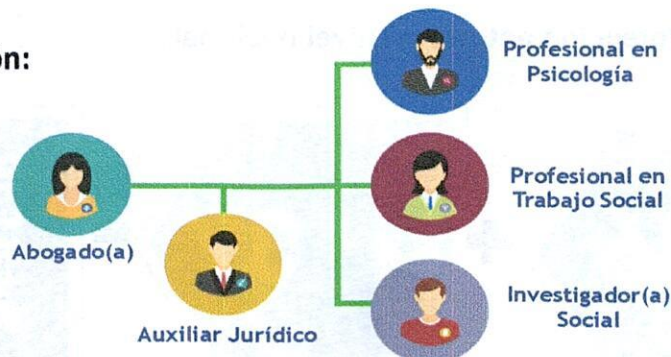 ón:
Profesional en
Psicología
Abogado(a)
Profesional en
Trabajo Social
Auxiliar Jurídico
Investigador(a)
Social